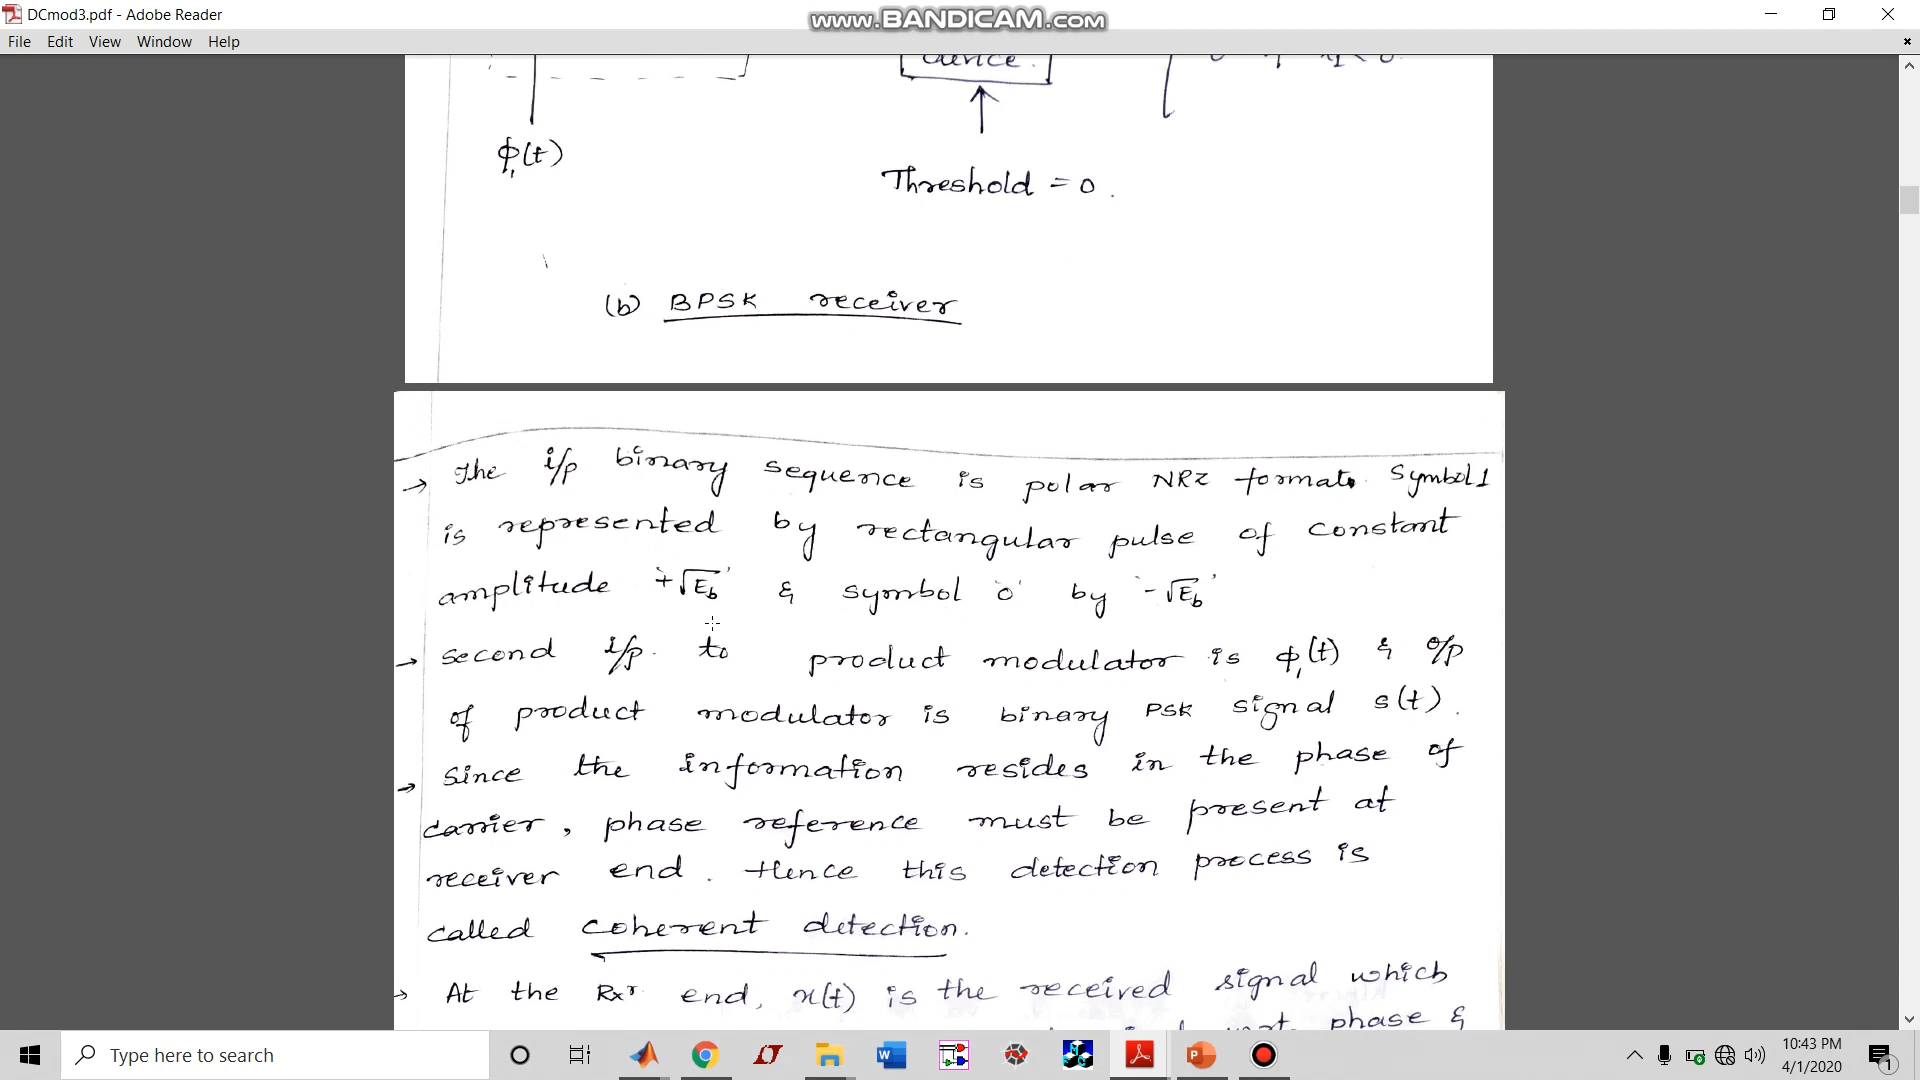 DCmod3.pdf - Adobe Reader
www.BANDICAM.com
File Edit View Window Help
device.
ϕ₁(t)
Threshold = 0.
(b) BPSK receiver
→ The i/p binary sequence is polar NRZ format. Symbol 1
is represented by rectangular pulse of constant
amplitude '+√Eb' & symbol '0' by '-√Eb'
→ second i/p. to product modulator is ϕ₁(t) & o/p
of product modulator is binary PSK signal s(t).
→ Since the information resides in the phase of
carrier, phase reference must be present at
receiver end. Hence this detection process is
called coherent detection.
→ At the Rxr end, x(t) is the received signal which
phase &
Type here to search
10:43 PM
4/1/2020
1